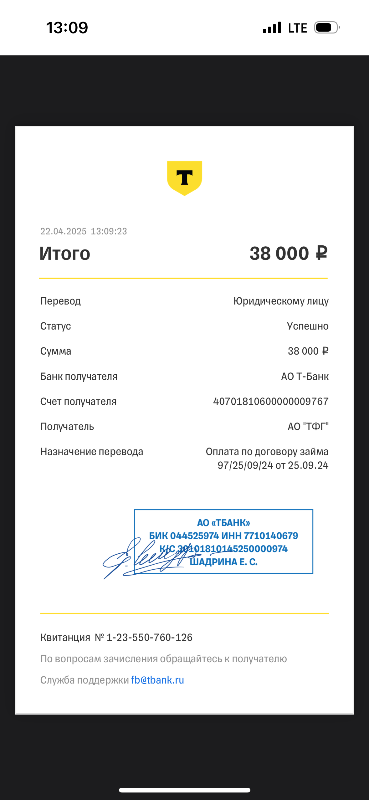 13:09 LTE
Т
22.04.2025 13:09:23
Итого 38 000 ₽
Перевод Юридическому лицу
Статус Успешно
Сумма 38 000 ₽
Банк получателя АО Т-Банк
Счет получателя 40701810600000009767
Получатель АО "ТФГ"
Назначение перевода Оплата по договору займа
97/25/09/24 от 25.09.24
АО «ТБАНК»
БИК 044525974 ИНН 7710140679
К/С 30101810145250000974
ШАДРИНА Е. С.
Квитанция № 1-23-550-760-126
По вопросам зачисления обращайтесь к получателю
Служба поддержки fb@tbank.ru